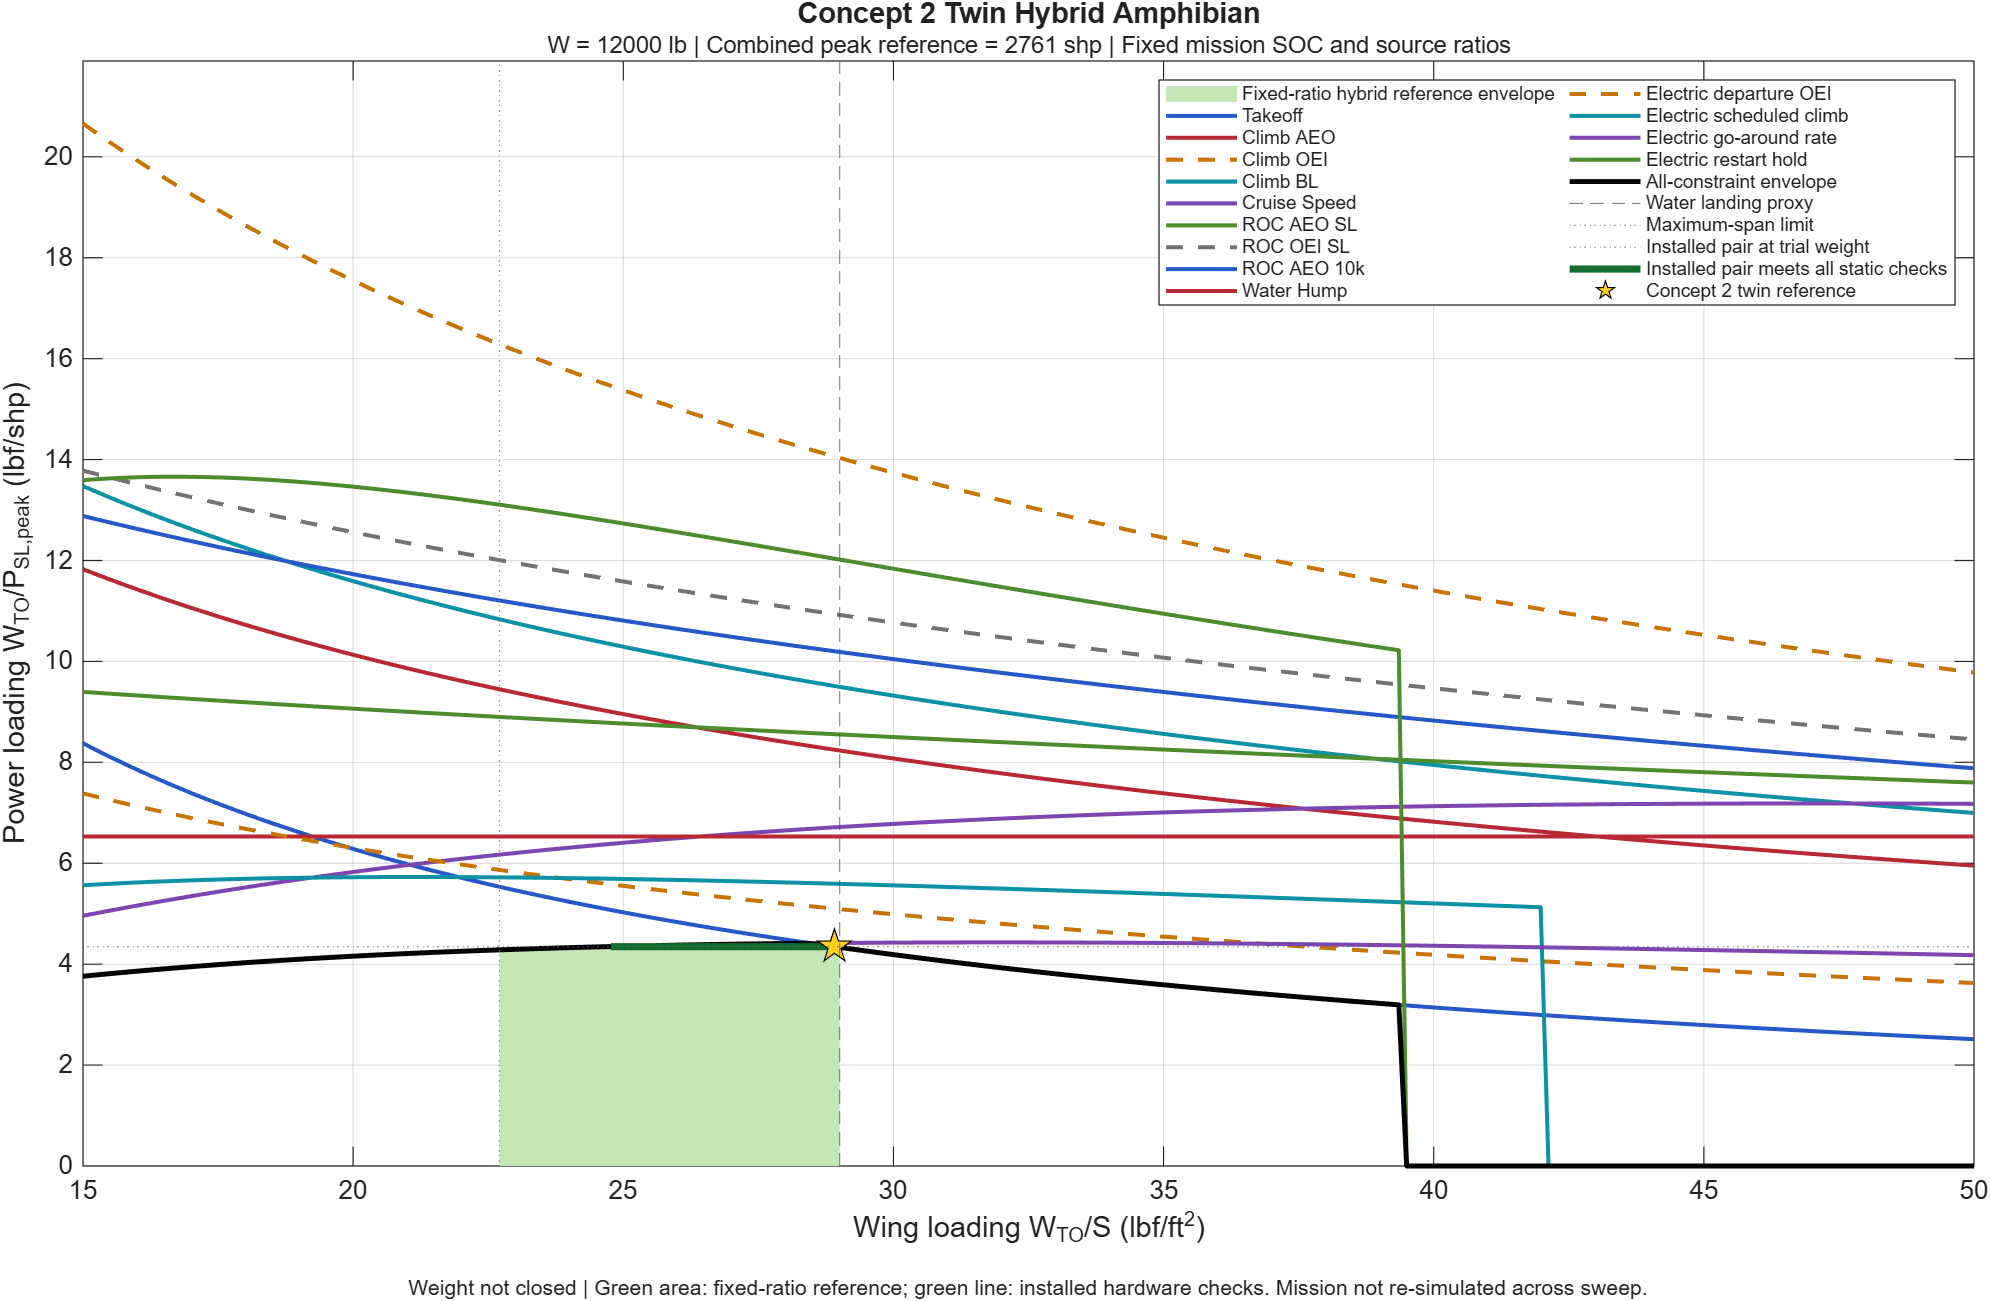 Concept 2 Twin Hybrid Amphibian
W = 12000 lb | Combined peak reference = 2761 shp | Fixed mission SOC and source ratios
Fixed-ratio hybrid reference envelope
Takeoff
Climb AEO
Climb OEI
Climb BL
Cruise Speed
ROC AEO SL
ROC OEI SL
ROC AEO 10k
Water Hump
Electric departure OEI
Electric scheduled climb
Electric go-around rate
Electric restart hold
All-constraint envelope
Water landing proxy
Maximum-span limit
Installed pair at trial weight
Installed pair meets all static checks
Concept 2 twin reference
Power loading W_TO/P_SL,peak (lbf/shp)
20
18
16
14
12
10
8
6
4
2
0
15 20 25 30 35 40 45 50
Wing loading W_TO/S (lbf/ft²)
Weight not closed | Green area: fixed-ratio reference; green line: installed hardware checks. Mission not re-simulated across sweep.